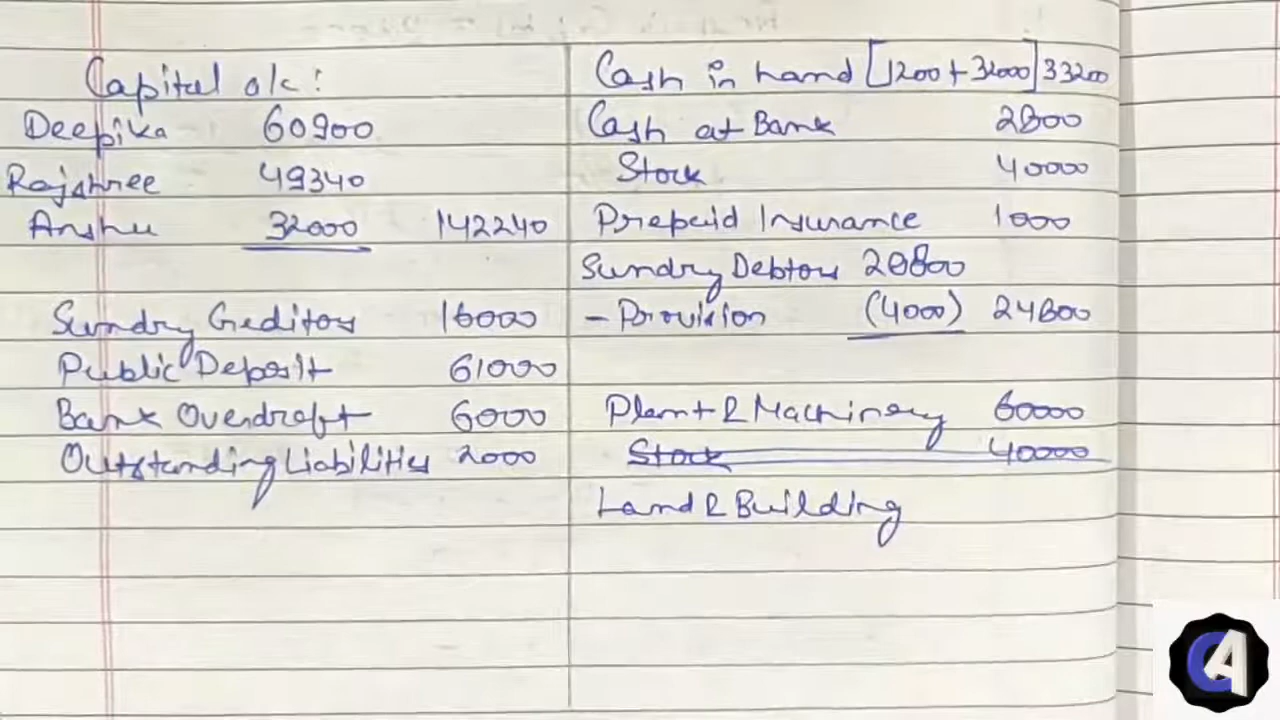 Capital a/c:
Deepika 60900
Rajshree 49340
Anshu 32000 142240
Sundry Creditors 16000
Public Deposit 61000
Bank Overdraft 6000
Outstanding Liabilities 2000
Cash in hand [1200+32000] 33200
Cash at Bank 2800
Stock 40000
Prepaid Insurance 1000
Sundry Debtors 28800
- Provision (4000) 24800
Plant & Machinery 60000
Stock 40000
Land & Building
CA